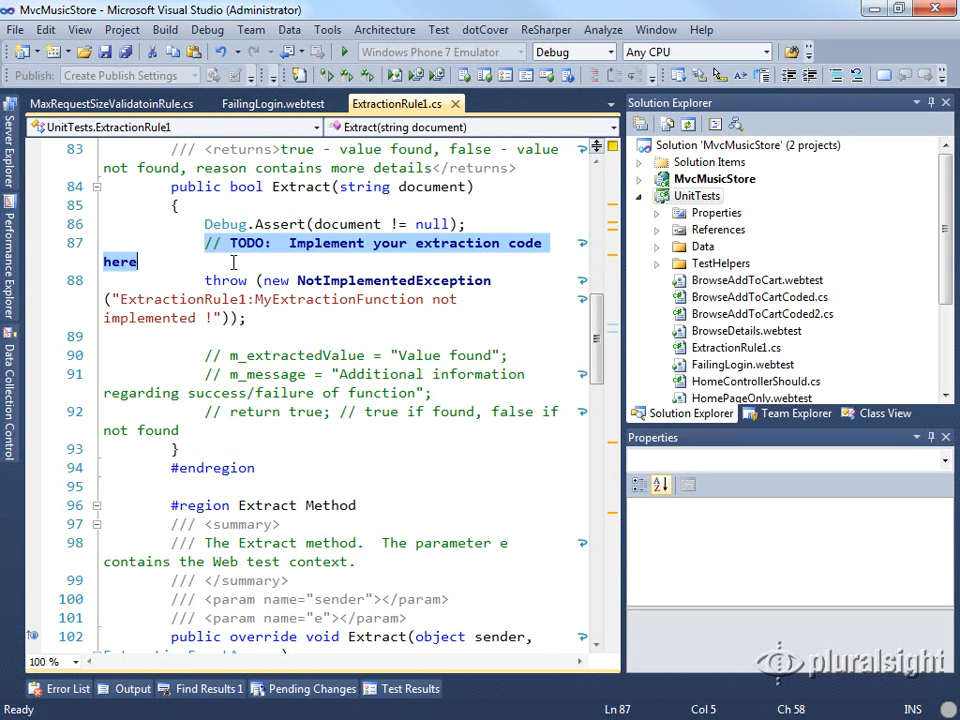 MvcMusicStore - Microsoft Visual Studio (Administrator)
File Edit View Project Build Debug Team Data Tools Architecture Test dotCover ReSharper Analyze Window Help
Windows Phone 7 Emulator Debug Any CPU
Publish: Create Publish Settings
MaxRequestSizeValidatoinRule.cs FailingLogin.webtest ExtractionRule1.cs
UnitTests.ExtractionRule1 Extract(string document)
83 /// <returns>true - value found, false - value
not found, reason contains more details</returns>
84 public bool Extract(string document)
85 {
86 Debug.Assert(document != null);
87 // TODO:  Implement your extraction code
here
88 throw (new NotImplementedException
("ExtractionRule1:MyExtractionFunction not
implemented !"));
89
90 // m_extractedValue = "Value found";
91 // m_message = "Additional information
regarding success/failure of function";
92 // return true; // true if found, false if
not found
93 }
94 #endregion
95
96 #region Extract Method
97 /// <summary>
98 /// The Extract method.  The parameter e
contains the Web test context.
99 /// </summary>
100 /// <param name="sender"></param>
101 /// <param name="e"></param>
102 public override void Extract(object sender,
100 %
Server Explorer
Performance Explorer
Data Collection Control
Solution Explorer
Solution 'MvcMusicStore' (2 projects)
Solution Items
MvcMusicStore
UnitTests
Properties
References
Data
TestHelpers
BrowseAddToCart.webtest
BrowseAddToCartCoded.cs
BrowseAddToCartCoded2.cs
BrowseDetails.webtest
ExtractionRule1.cs
FailingLogin.webtest
HomeControllerShould.cs
HomePageOnly.webtest
Solution Explorer Team Explorer Class View
Properties
pluralsight
Error List Output Find Results 1 Pending Changes Test Results
Ready Ln 87 Col 5 Ch 58 INS